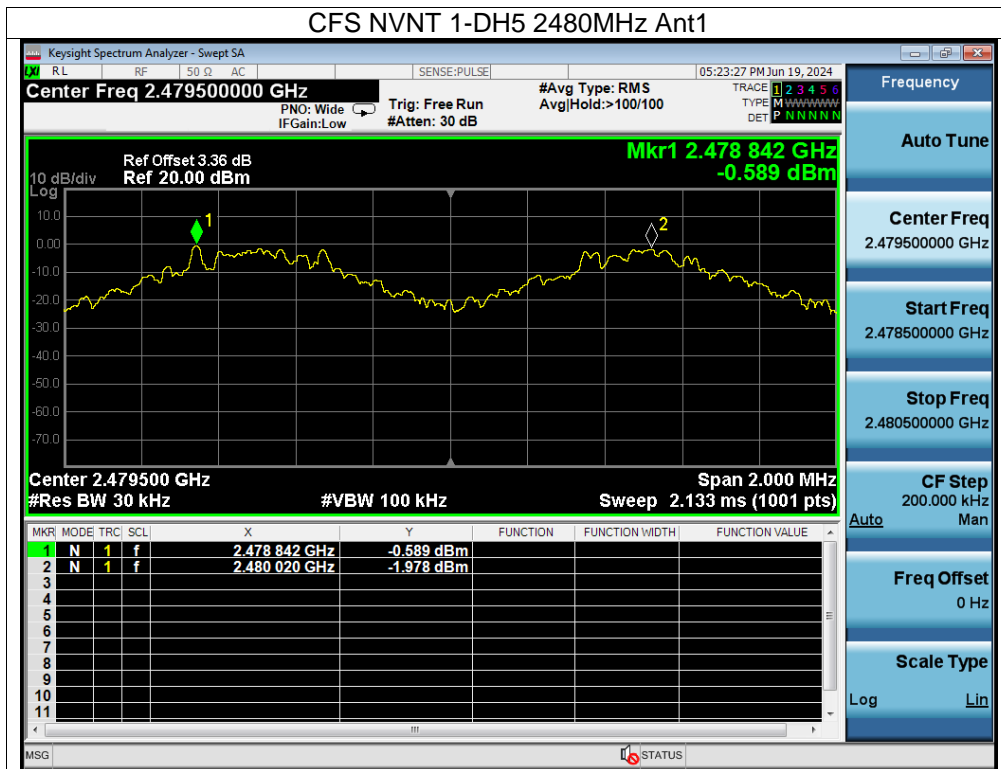 CFS NVNT 1-DH5 2480MHz Ant1
Keysight Spectrum Analyzer - Swept SA
LXI RL RF 50 Ω AC SENSE:PULSE 05:23:27 PM Jun 19, 2024
Center Freq 2.479500000 GHz
PNO: Wide
IFGain:Low
Trig: Free Run
#Atten: 30 dB
#Avg Type: RMS
Avg|Hold:>100/100
TRACE 1 2 3 4 5 6
TYPE M WWWWW
DET P N N N N N
Mkr1 2.478 842 GHz
-0.589 dBm
Ref Offset 3.36 dB
10 dB/div Ref 20.00 dBm
Log
10.0
0.00
-10.0
-20.0
-30.0
-40.0
-50.0
-60.0
-70.0
1
2
Center 2.479500 GHz Span 2.000 MHz
#Res BW 30 kHz #VBW 100 kHz Sweep 2.133 ms (1001 pts)
MKR MODE TRC SCL X Y FUNCTION FUNCTION WIDTH FUNCTION VALUE
1 N 1 f 2.478 842 GHz -0.589 dBm
2 N 1 f 2.480 020 GHz -1.978 dBm
3
4
5
6
7
8
9
10
11
MSG STATUS
Frequency
Auto Tune
Center Freq
2.479500000 GHz
Start Freq
2.478500000 GHz
Stop Freq
2.480500000 GHz
CF Step
200.000 kHz
Auto Man
Freq Offset
0 Hz
Scale Type
Log Lin